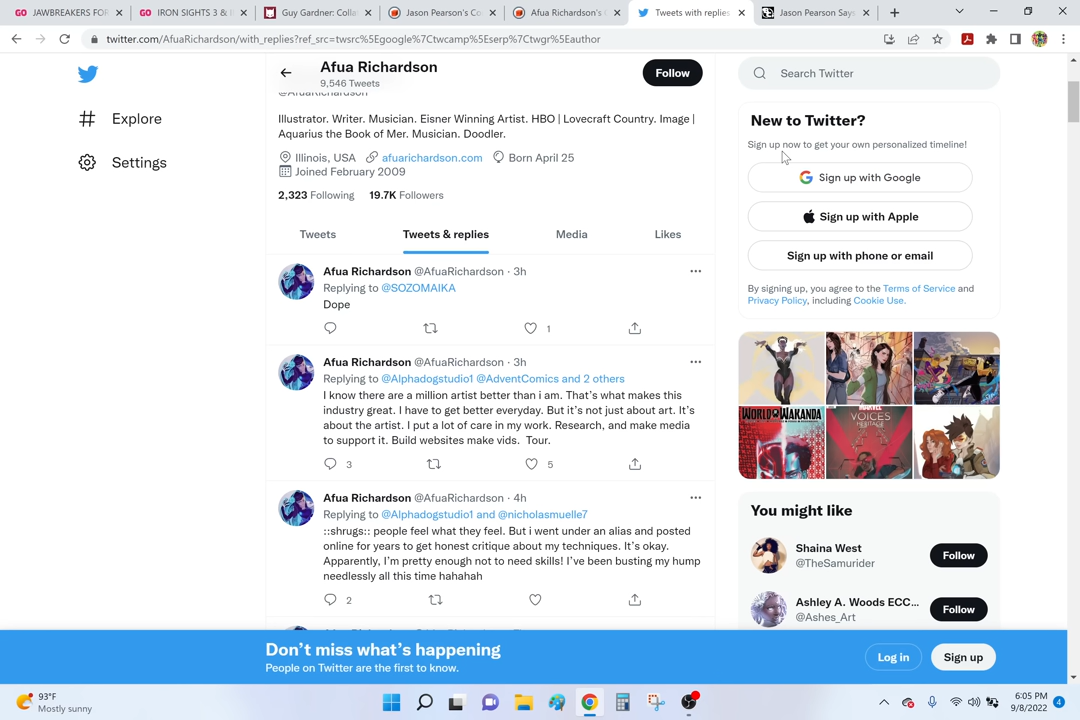 JAWBREAKERS FOR
IRON SIGHTS 3 & I
Guy Gardner: Colla
Jason Pearson's Co
Afua Richardson's C
Tweets with replies
Jason Pearson Says
twitter.com/AfuaRichardson/with_replies?ref_src=twsrc%5Egoogle%7Ctwcamp%5Eserp%7Ctwgr%5Eauthor
Afua Richardson
9,546 Tweets
Follow
Search Twitter
@AfuaRichardson
Explore
Settings
Illustrator. Writer. Musician. Eisner Winning Artist. HBO | Lovecraft Country. Image |
Aquarius the Book of Mer. Musician. Doodler.
Illinois, USA afuarichardson.com Born April 25
Joined February 2009
2,323 Following 19.7K Followers
Tweets Tweets & replies Media Likes
Afua Richardson @AfuaRichardson · 3h
Replying to @SOZOMAIKA
Dope
1
Afua Richardson @AfuaRichardson · 3h
Replying to @Alphadogstudio1 @AdventComics and 2 others
I know there are a million artist better than i am. That's what makes this
industry great. I have to get better everyday. But it's not just about art. It's
about the artist. I put a lot of care in my work. Research, and make media
to support it. Build websites make vids.  Tour.
3 5
Afua Richardson @AfuaRichardson · 4h
Replying to @Alphadogstudio1 and @nicholasmuelle7
::shrugs:: people feel what they feel. But i went under an alias and posted
online for years to get honest critique about my techniques. It's okay.
Apparently, I'm pretty enough not to need skills! I've been busting my hump
needlessly all this time hahahah
2
New to Twitter?
Sign up now to get your own personalized timeline!
Sign up with Google
Sign up with Apple
Sign up with phone or email
By signing up, you agree to the Terms of Service and
Privacy Policy, including Cookie Use.
WORLD WAKANDA
MARVEL
VOICES
HERITAGE
You might like
Shaina West
@TheSamurider
Follow
Ashley A. Woods ECC...
@Ashes_Art
Follow
Don't miss what's happening
People on Twitter are the first to know.
Log in
Sign up
93°F
Mostly sunny
6:05 PM
9/8/2022
4